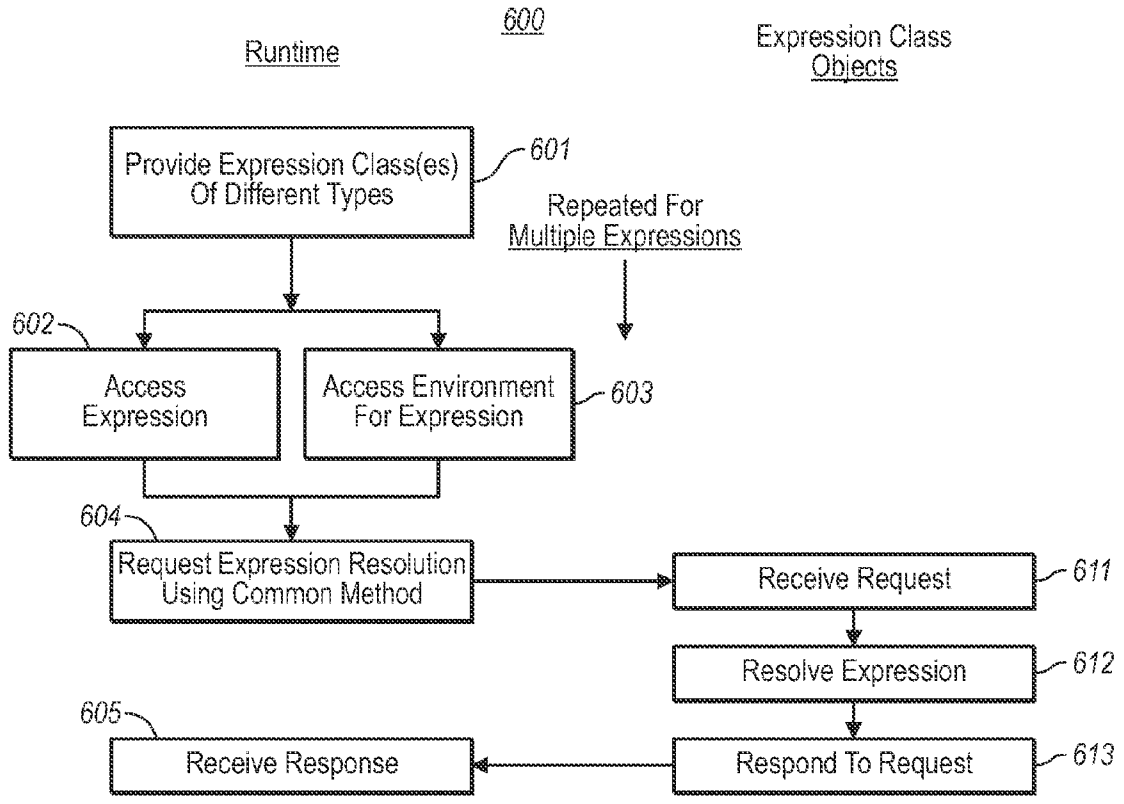 600
Runtime
Expression Class
Objects
Provide Expression Class(es)
Of Different Types
601
Repeated For
Multiple Expressions
602
Access
Expression
Access Environment
For Expression
603
604
Request Expression Resolution
Using Common Method
Receive Request
611
Resolve Expression
612
605
Receive Response
Respond To Request
613